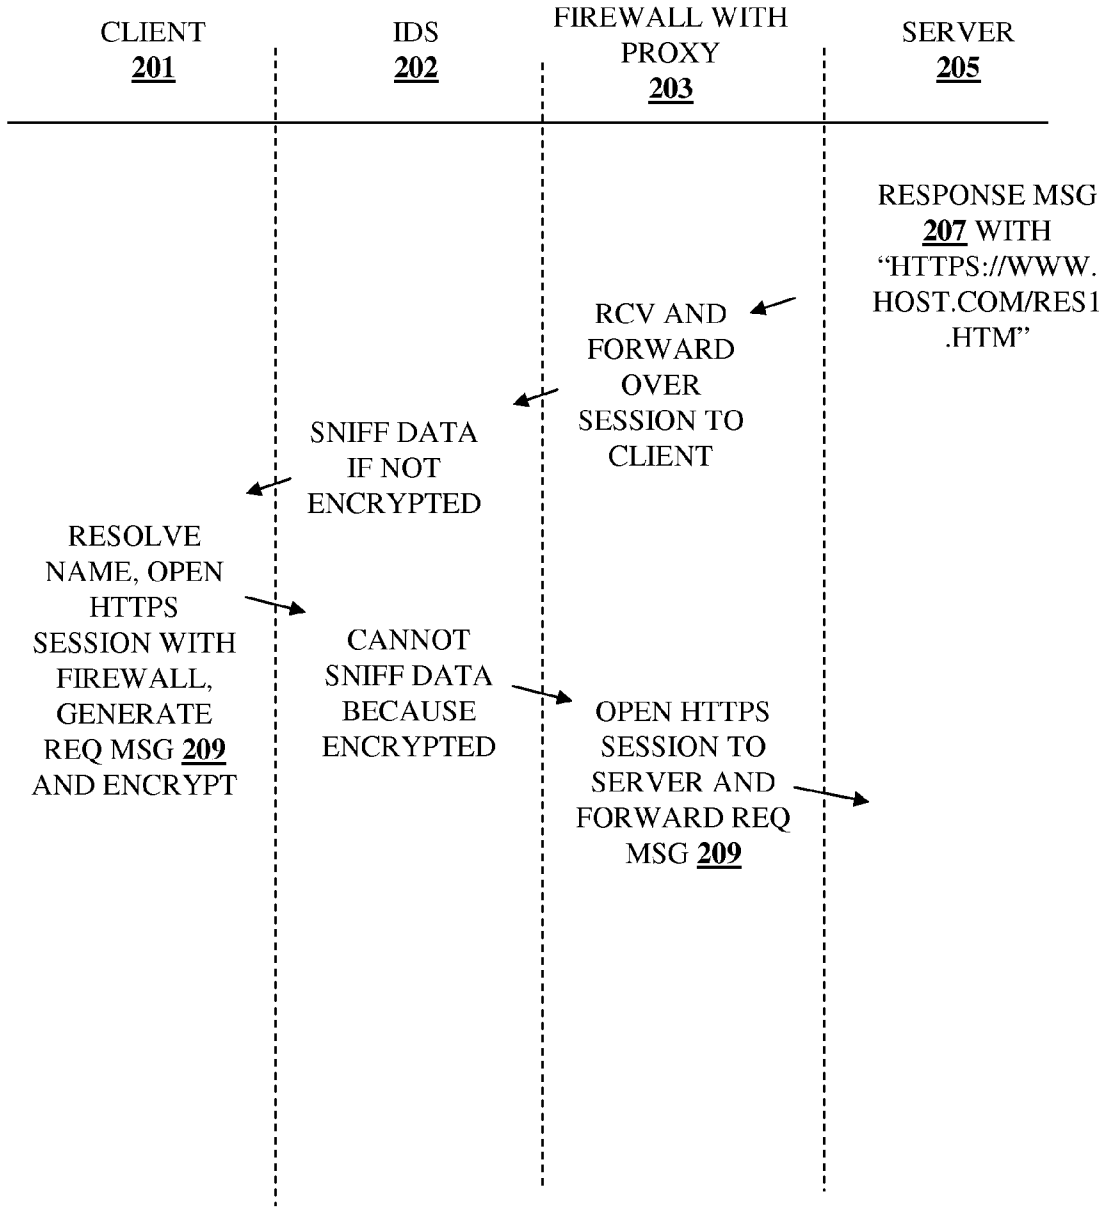 CLIENT
201
IDS
202
FIREWALL WITH
PROXY
203
SERVER
205
RESPONSE MSG
207 WITH
“HTTPS://WWW.
HOST.COM/RES1
.HTM”
RCV AND
FORWARD
OVER
SESSION TO
CLIENT
SNIFF DATA
IF NOT
ENCRYPTED
RESOLVE
NAME, OPEN
HTTPS
SESSION WITH
FIREWALL,
GENERATE
REQ MSG 209
AND ENCRYPT
CANNOT
SNIFF DATA
BECAUSE
ENCRYPTED
OPEN HTTPS
SESSION TO
SERVER AND
FORWARD REQ
MSG 209